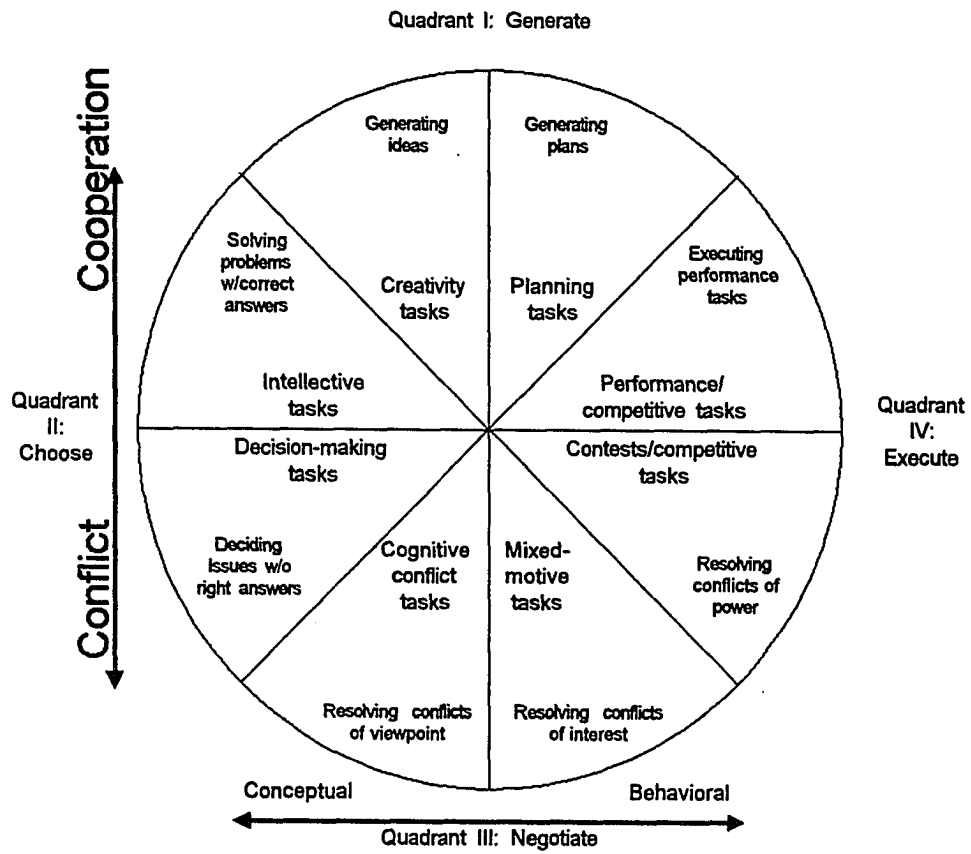 Quadrant I: Generate
Cooperation
Conflict
Generating
ideas
Generating
plans
Solving
problems
w/correct
answers
Creativity
tasks
Planning
tasks
Executing
performance
tasks
Intellective
tasks
Performance/
competitive tasks
Quadrant
II:
Choose
Quadrant
IV:
Execute
Decision-making
tasks
Contests/competitive
tasks
Deciding
Issues w/o
right answers
Cognitive
conflict
tasks
Mixed-
motive
tasks
Resolving
conflicts of
power
Resolving conflicts
of viewpoint
Resolving conflicts
of interest
Conceptual
Behavioral
Quadrant III: Negotiate